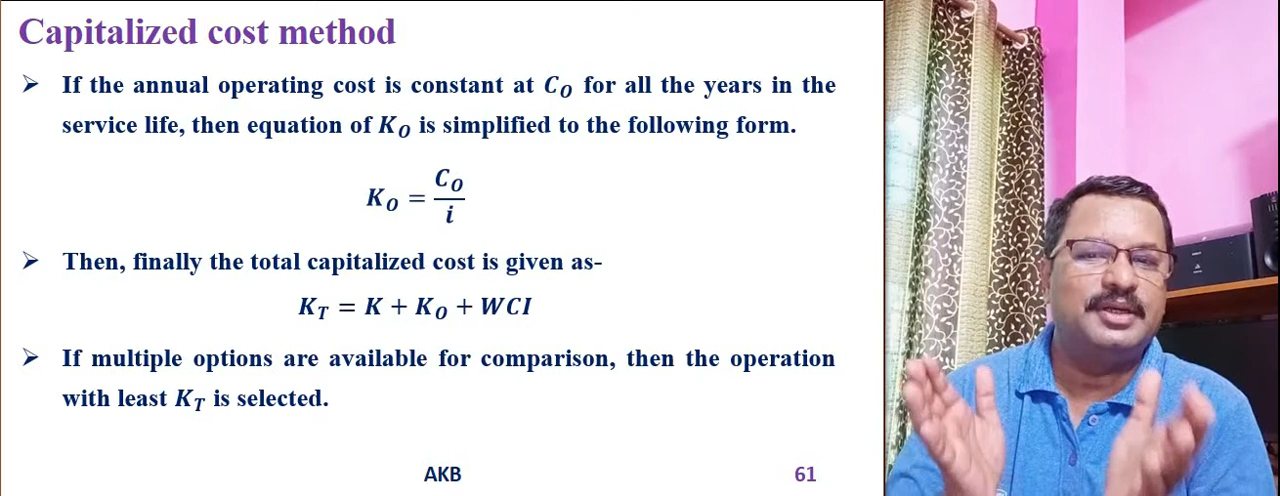 Capitalized cost method
➢ If the annual operating cost is constant at C_O for all the years in the
service life, then equation of K_O is simplified to the following form.
K_O = C_O / i
➢ Then, finally the total capitalized cost is given as-
K_T = K + K_O + WCI
➢ If multiple options are available for comparison, then the operation
with least K_T is selected.
AKB 61